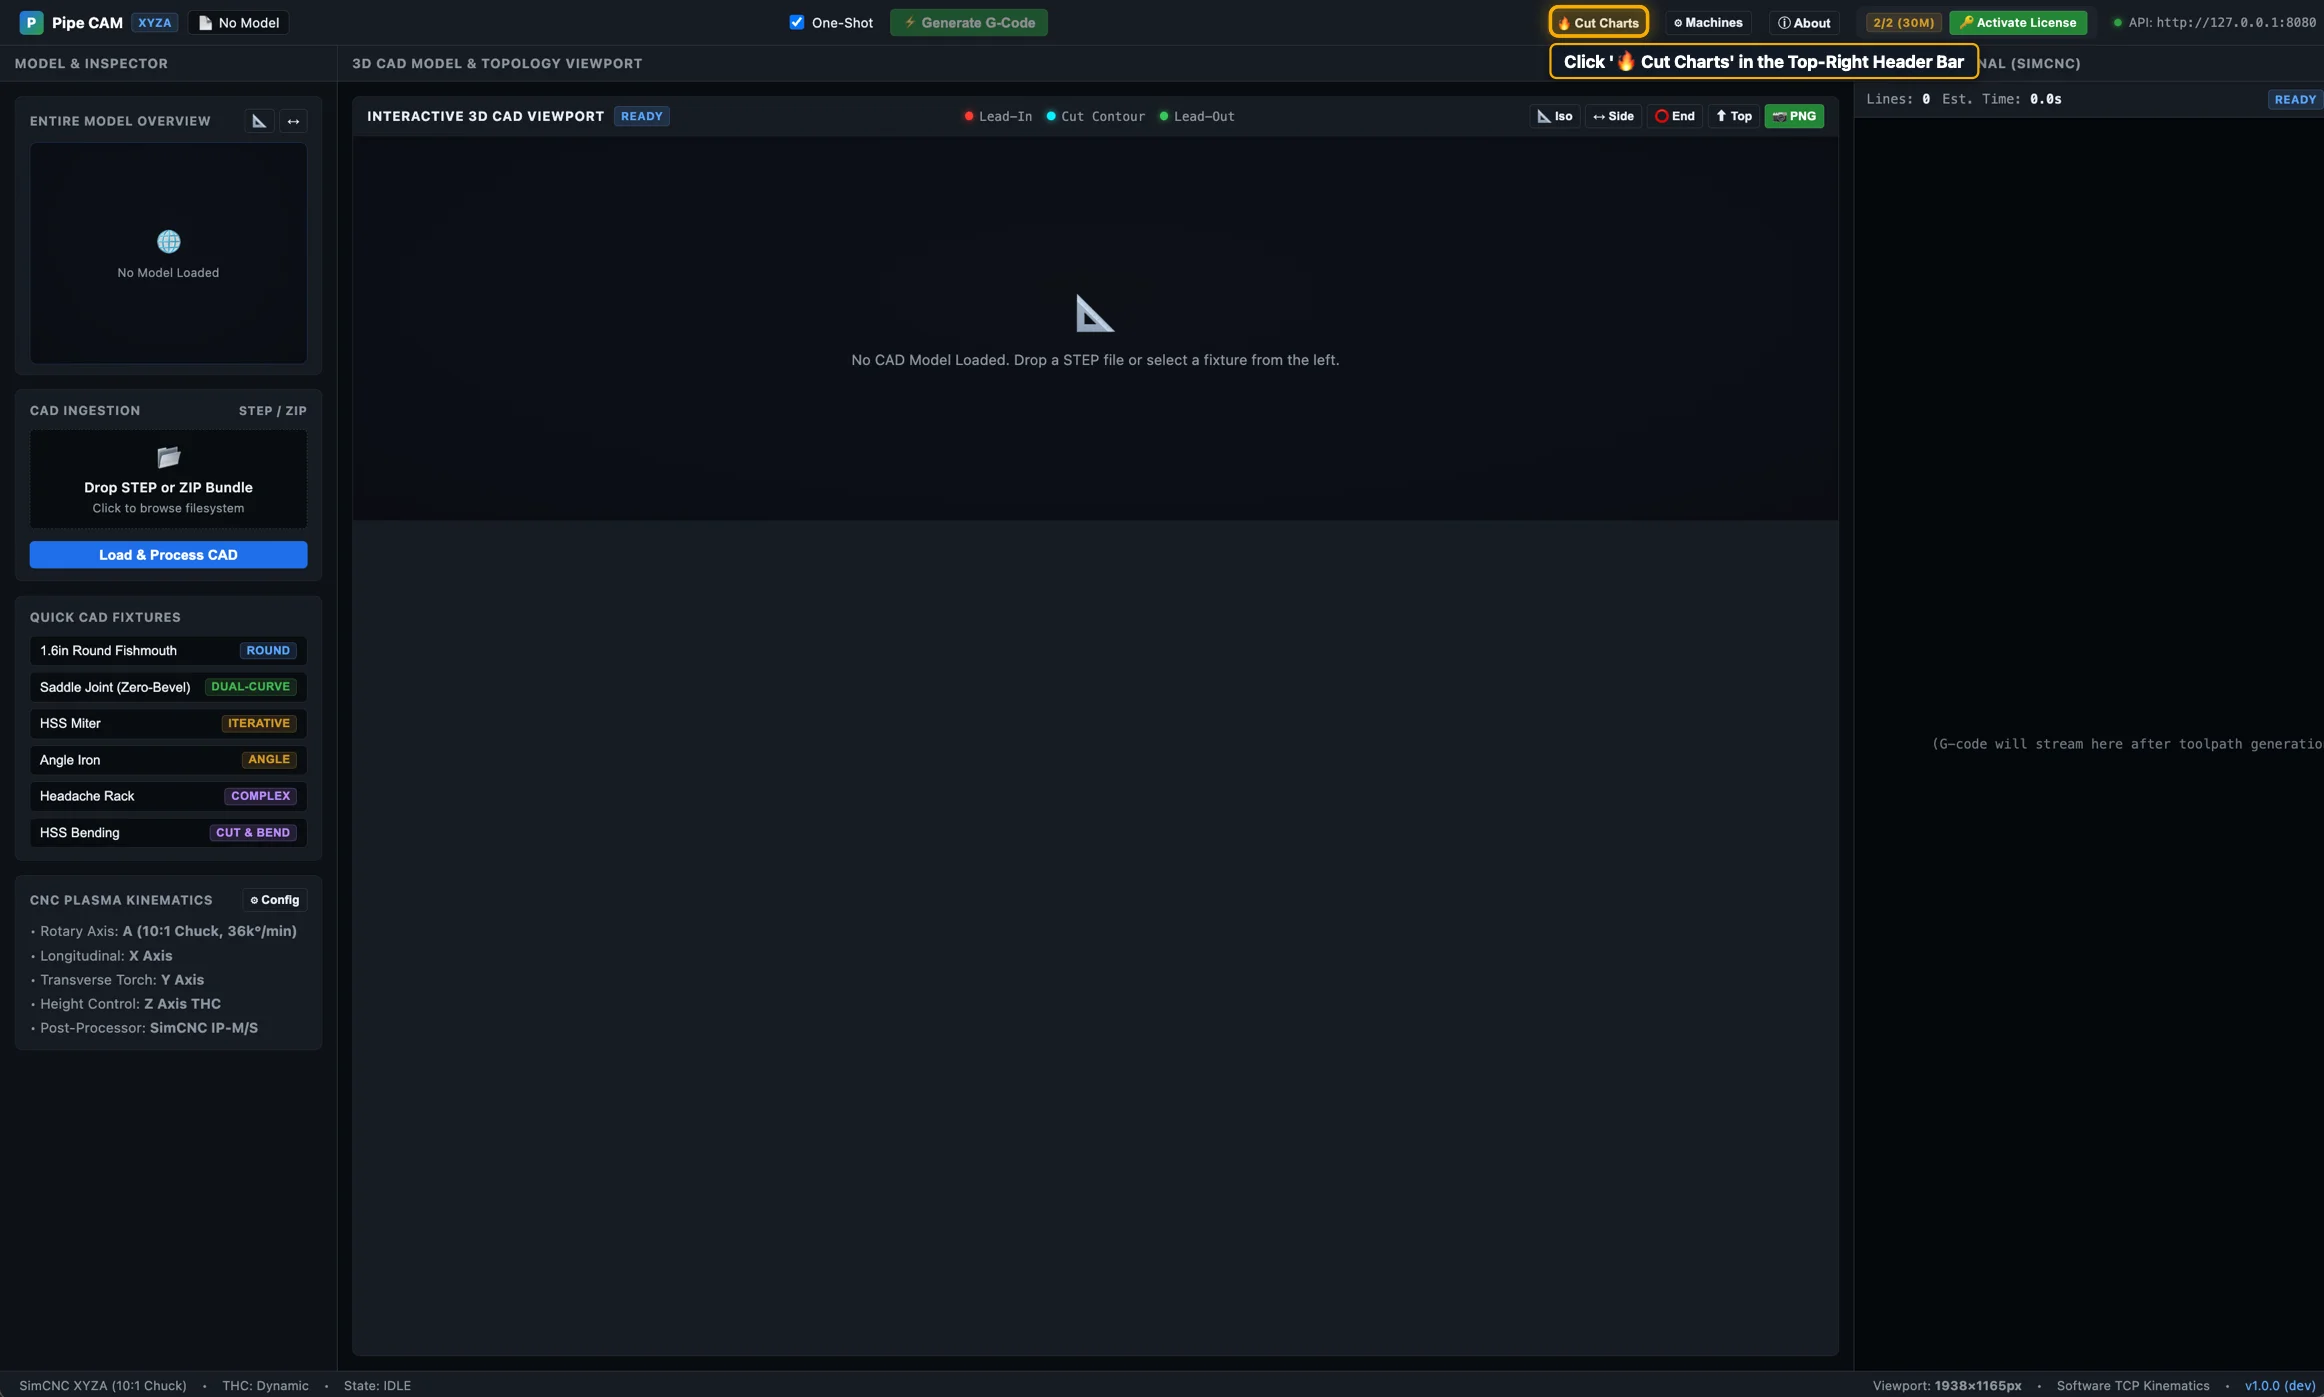 P Pipe CAM XYZA No Model
One-Shot Generate G-Code
Cut Charts Machines About 2/2 (30M) Activate License API: http://127.0.0.1:8080
Click '🔥 Cut Charts' in the Top-Right Header Bar
MODEL & INSPECTOR
3D CAD MODEL & TOPOLOGY VIEWPORT
NAL (SIMCNC)
ENTIRE MODEL OVERVIEW
No Model Loaded
CAD INGESTION STEP / ZIP
Drop STEP or ZIP Bundle
Click to browse filesystem
Load & Process CAD
QUICK CAD FIXTURES
1.6in Round Fishmouth ROUND
Saddle Joint (Zero-Bevel) DUAL-CURVE
HSS Miter ITERATIVE
Angle Iron ANGLE
Headache Rack COMPLEX
HSS Bending CUT & BEND
CNC PLASMA KINEMATICS Config
• Rotary Axis: A (10:1 Chuck, 36k°/min)
• Longitudinal: X Axis
• Transverse Torch: Y Axis
• Height Control: Z Axis THC
• Post-Processor: SimCNC IP-M/S
INTERACTIVE 3D CAD VIEWPORT READY
Lead-In Cut Contour Lead-Out
Iso Side End Top PNG
No CAD Model Loaded. Drop a STEP file or select a fixture from the left.
Lines: 0 Est. Time: 0.0s READY
(G-code will stream here after toolpath generatio
SimCNC XYZA (10:1 Chuck) • THC: Dynamic • State: IDLE
Viewport: 1938×1165px • Software TCP Kinematics • v1.0.0 (dev)